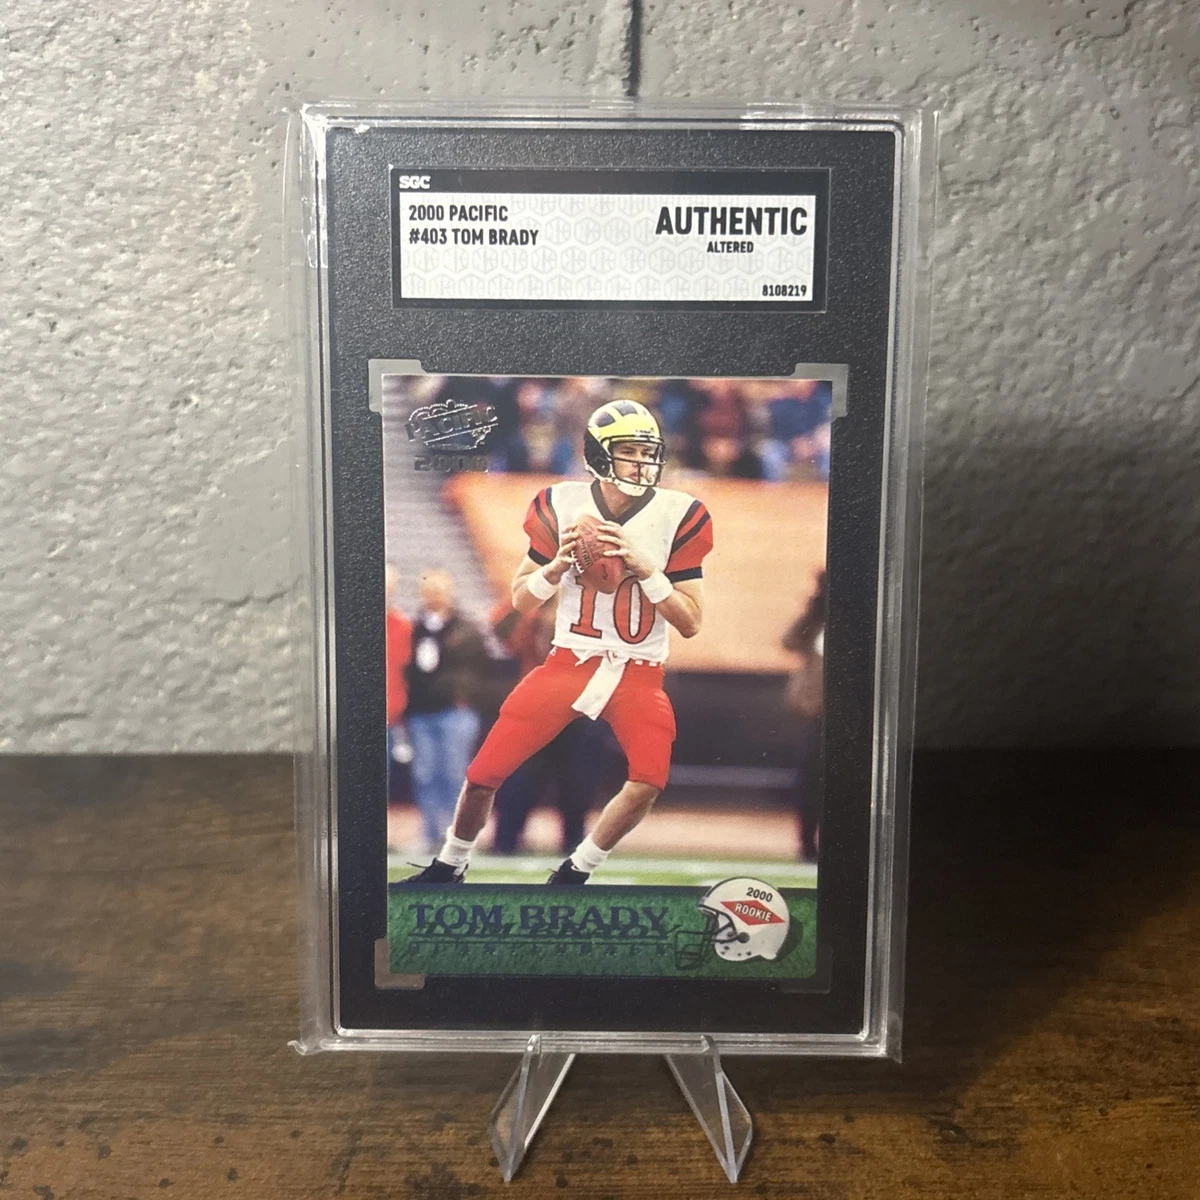 SGC
2000 PACIFIC
#403 TOM BRADY
AUTHENTIC
ALTERED
8108219
PACIFIC
2000
10
TOM BRADY
2000
ROOKIE